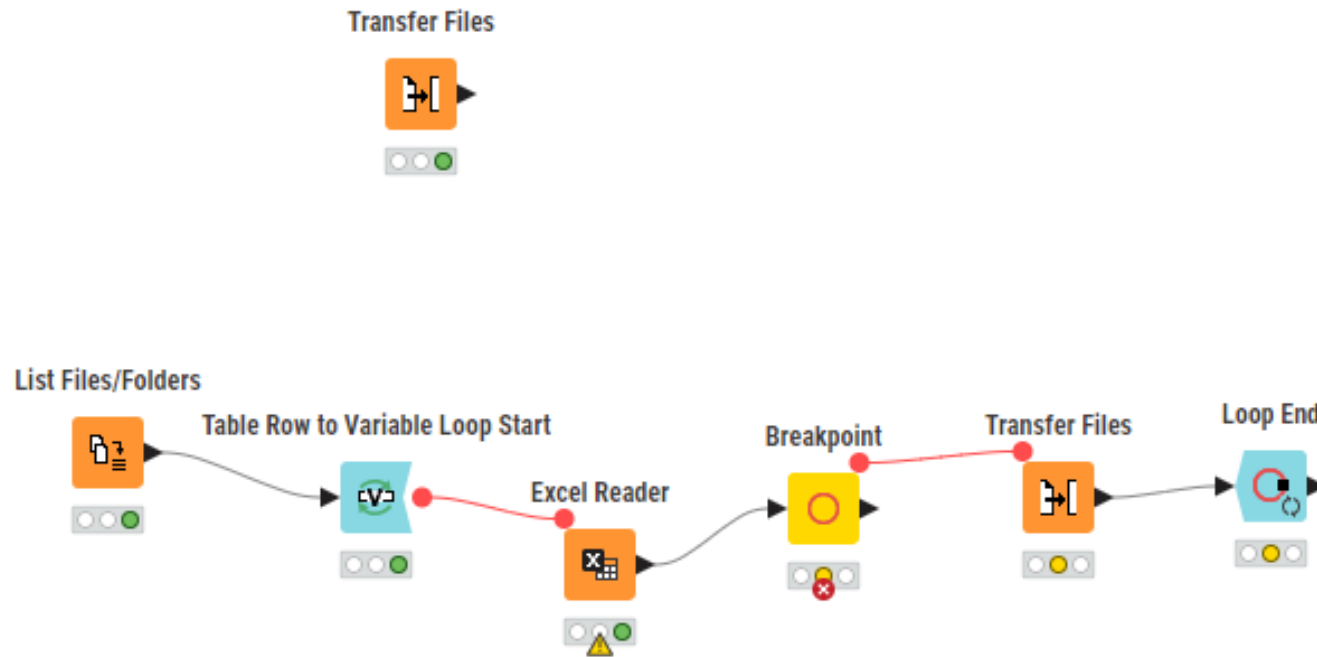 Transfer Files
List Files/Folders
Table Row to Variable Loop Start
Excel Reader
Breakpoint
Transfer Files
Loop End